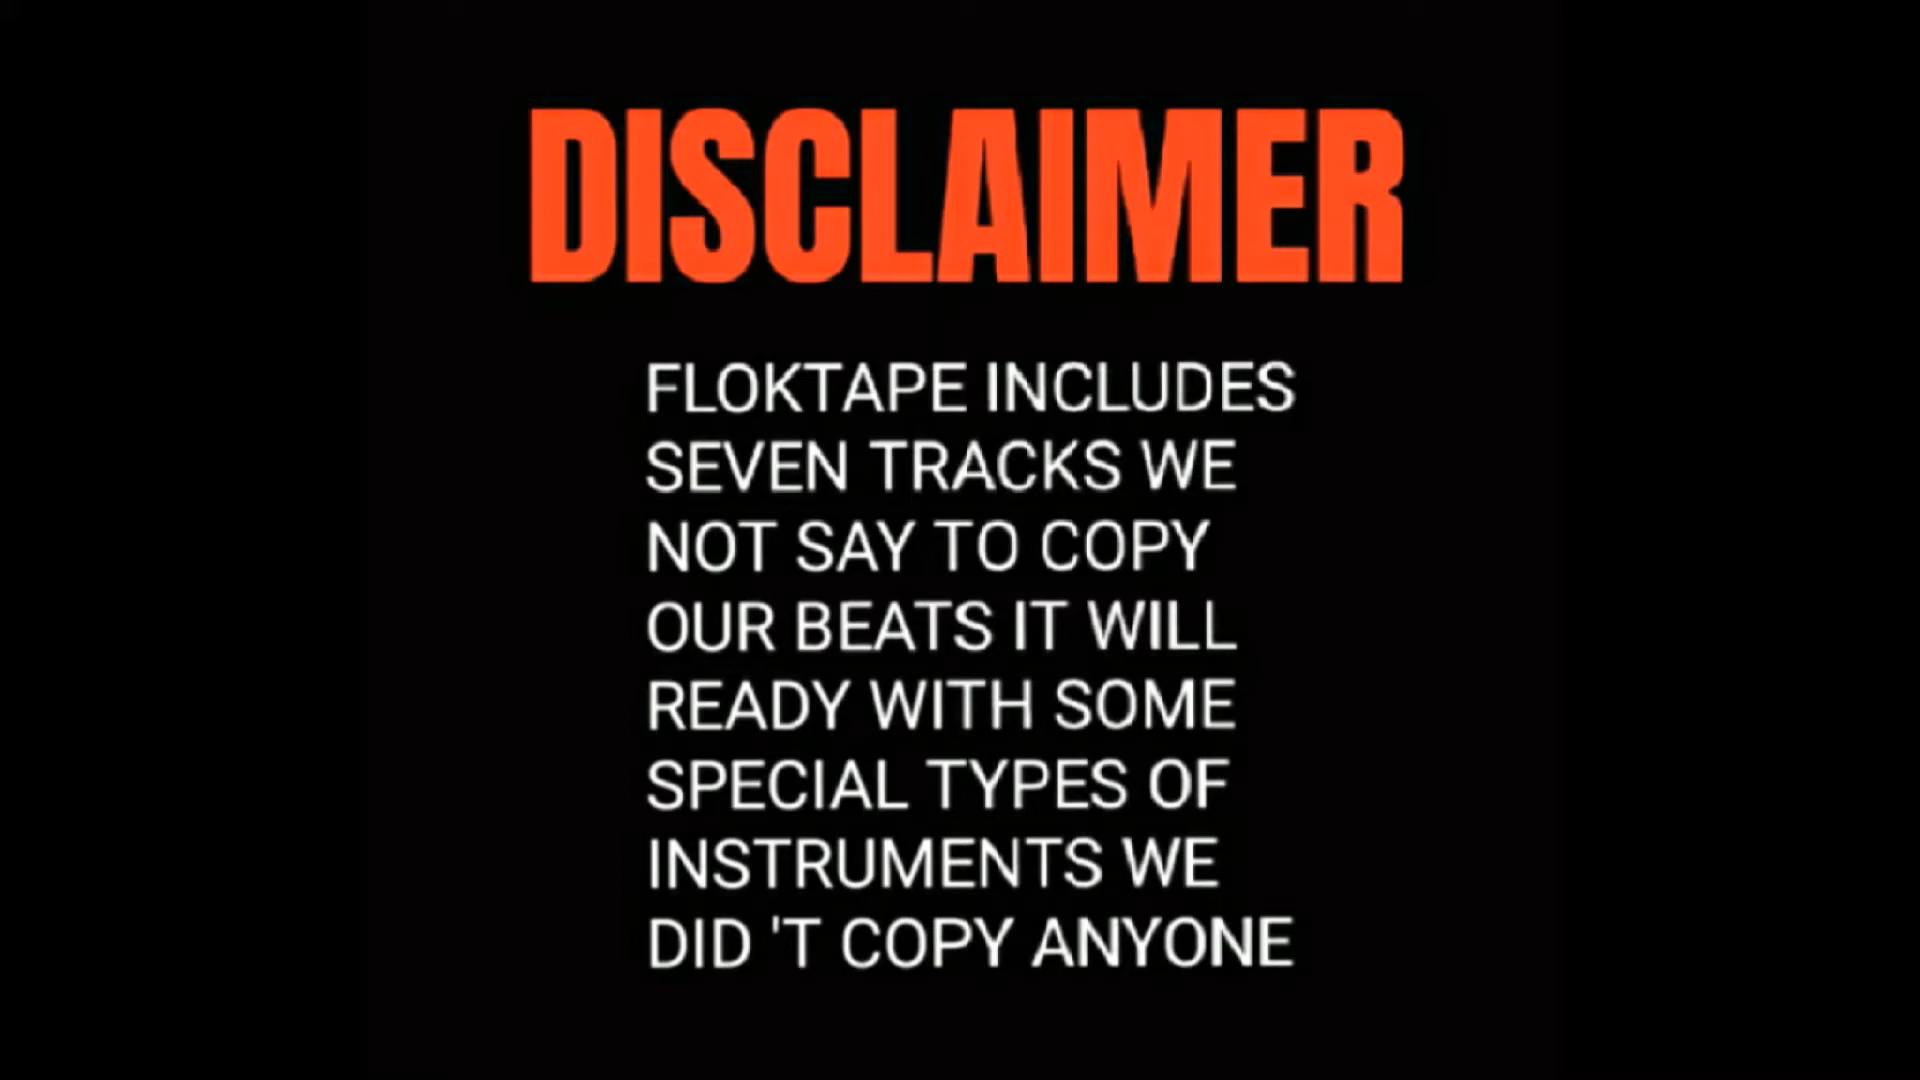 DISCLAIMER
FLOKTAPE INCLUDES
SEVEN TRACKS WE
NOT SAY TO COPY
OUR BEATS IT WILL
READY WITH SOME
SPECIAL TYPES OF
INSTRUMENTS WE
DID 'T COPY ANYONE